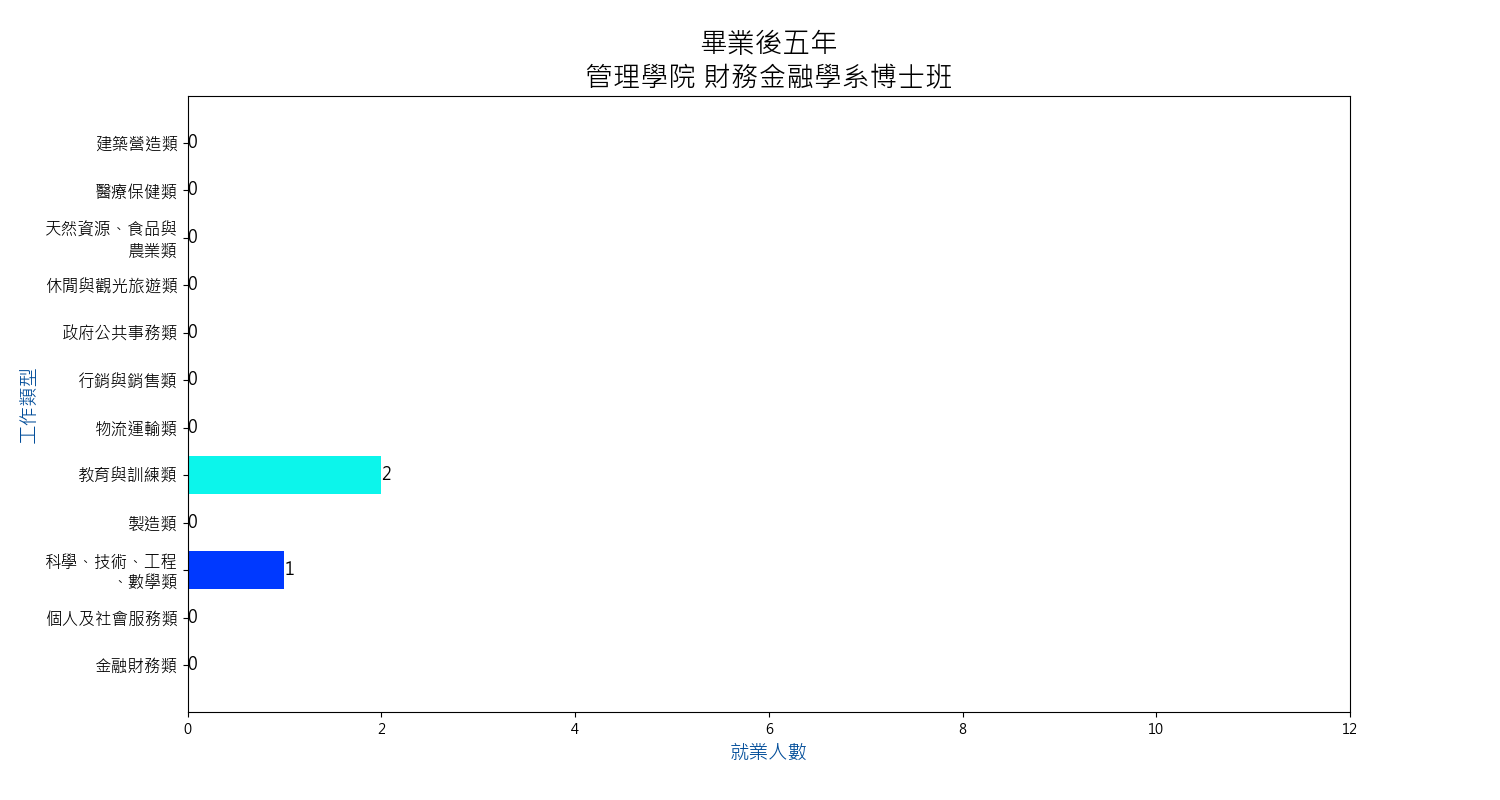 畢業後五年
管理學院 財務金融學系博士班
建築營造類 0
醫療保健類 0
天然資源、食品與
農業類 0
休閒與觀光旅遊類 0
政府公共事務類 0
行銷與銷售類 0
物流運輸類 0
教育與訓練類 2
製造類 0
科學、技術、工程
、數學類 1
個人及社會服務類 0
金融財務類 0
工作類型
0 2 4 6 8 10 12
就業人數